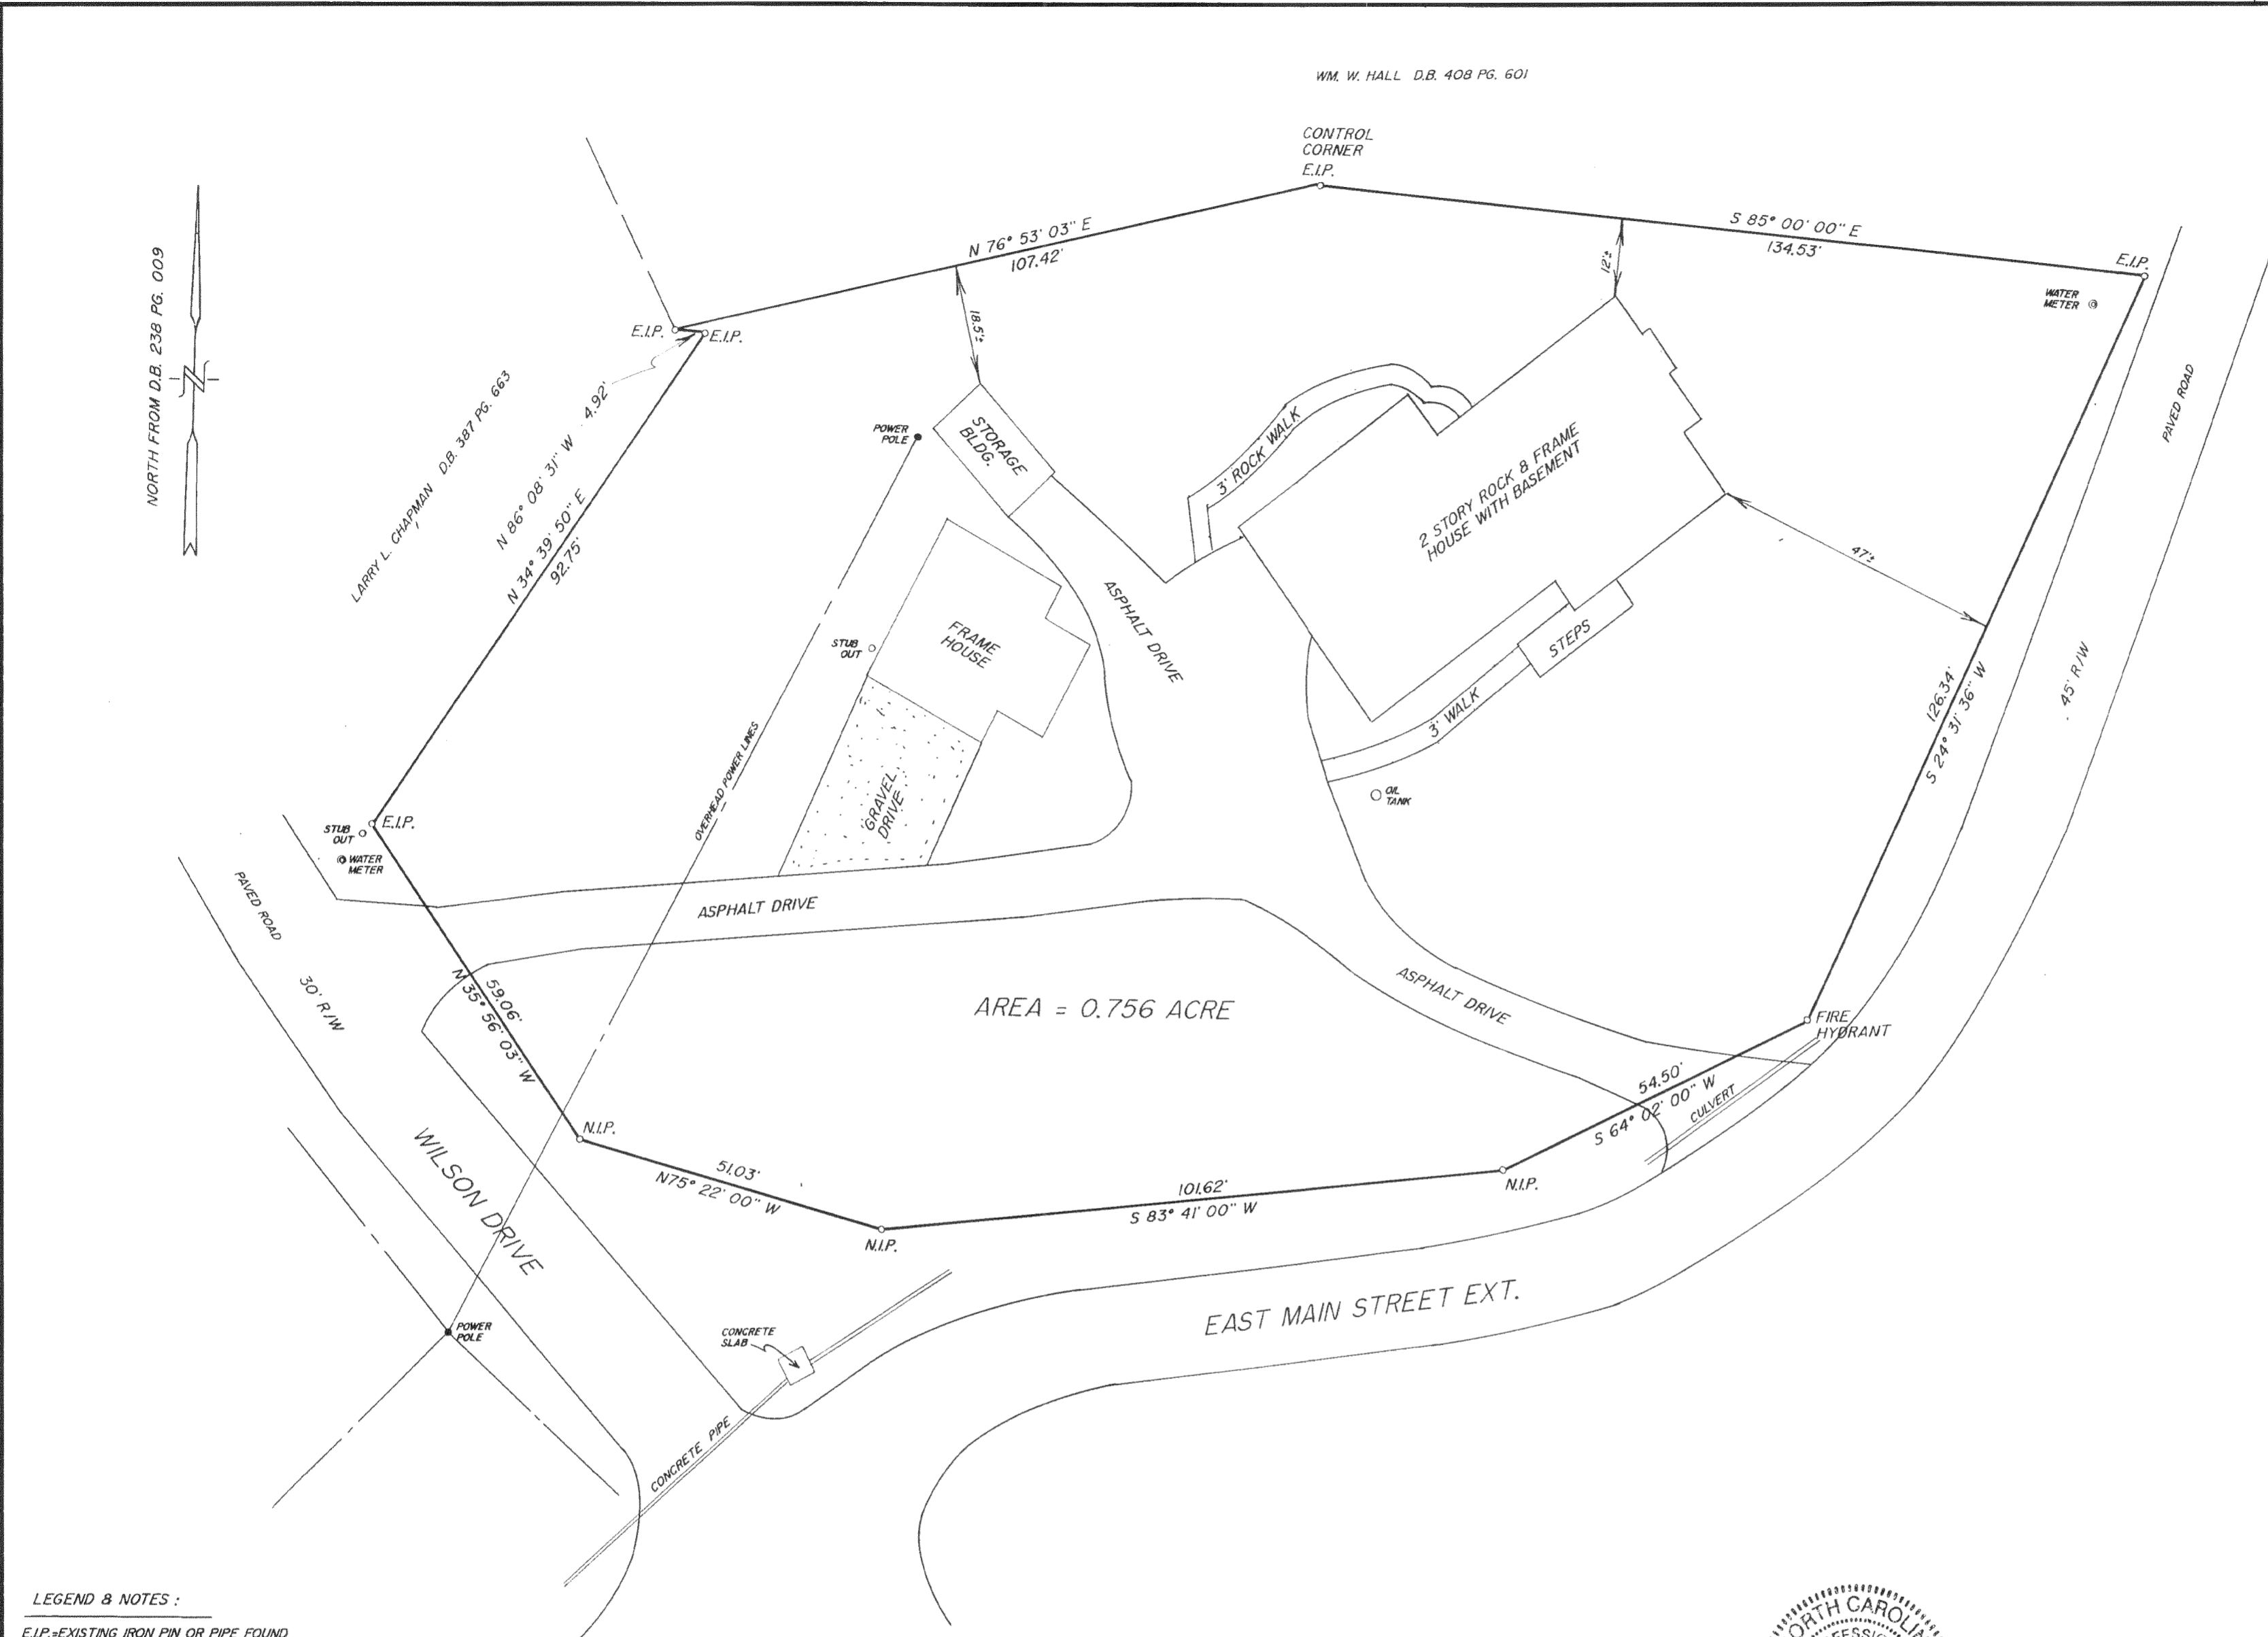 WM. W. HALL D.B. 408 PG. 601
CONTROL
CORNER
E.I.P.
N 76° 53' 03" E
107.42'
S 85° 00' 00" E
134.53'
E.I.P.
WATER
METER
NORTH FROM D.B. 238 PG. 009
N
E.I.P.
E.I.P.
18.5'±
12'±
LARRY L. CHAPMAN D.B. 387 PG. 663
N 86° 08' 31" W 4.92'
N 34° 39' 50" E
92.75'
POWER
POLE
STORAGE
BLDG.
3' ROCK WALK
2 STORY ROCK & FRAME
HOUSE WITH BASEMENT
PAVED ROAD
47'±
ASPHALT DRIVE
STUB
OUT
FRAME
HOUSE
STEPS
3' WALK
126.34'
S 24° 31' 36" W
45' R/W
OVERHEAD POWER LINES
GRAVEL
DRIVE
OIL
TANK
E.I.P.
STUB
OUT
WATER
METER
PAVED ROAD
30' R/W
ASPHALT DRIVE
59.06'
N 35° 56' 03" W
AREA = 0.756 ACRE
ASPHALT DRIVE
FIRE
HYDRANT
54.50'
S 64° 02' 00" W
CULVERT
N.I.P.
51.03'
N75° 22' 00" W
WILSON DRIVE
101.62'
S 83° 41' 00" W
N.I.P.
N.I.P.
EAST MAIN STREET EXT.
POWER
POLE
CONCRETE
SLAB
CONCRETE PIPE
LEGEND & NOTES :
E.I.P.=EXISTING IRON PIN OR PIPE FOUND